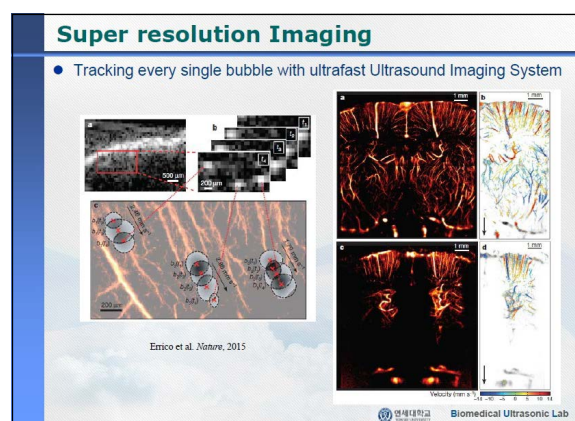 Super resolution Imaging
Tracking every single bubble with ultrafast Ultrasound Imaging System
a
b
500 µm
200 µm
c
200 µm
Errico et al. Nature, 2015
a
1 mm
b
1 mm
c
1 mm
d
1 mm
Velocity (mm s⁻¹)
연세대학교
Biomedical Ultrasonic Lab